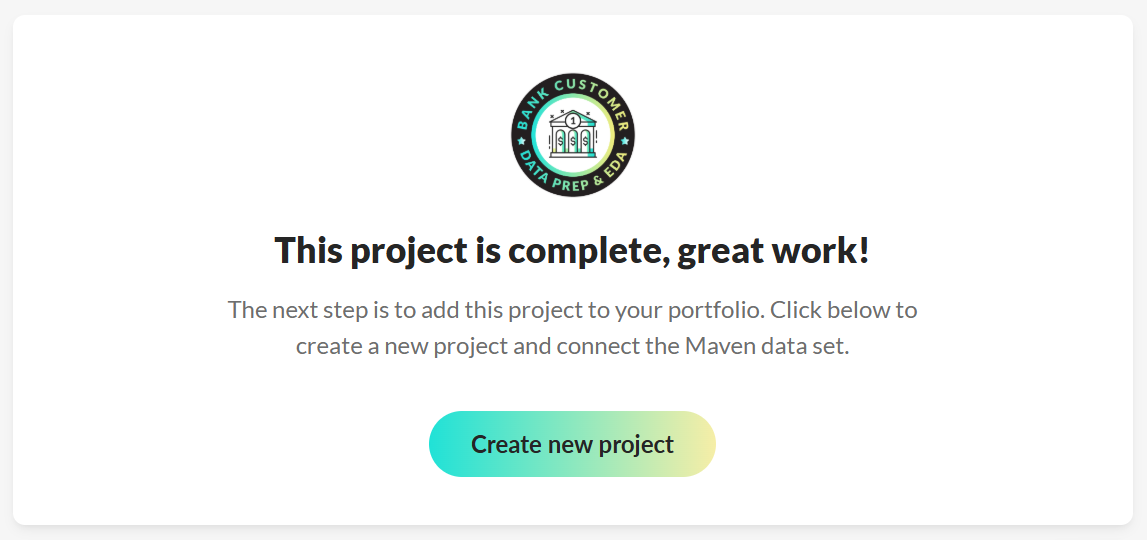 BANK CUSTOMER
1
$ $ $
DATA PREP & EDA
This project is complete, great work!
The next step is to add this project to your portfolio. Click below to
create a new project and connect the Maven data set.
Create new project